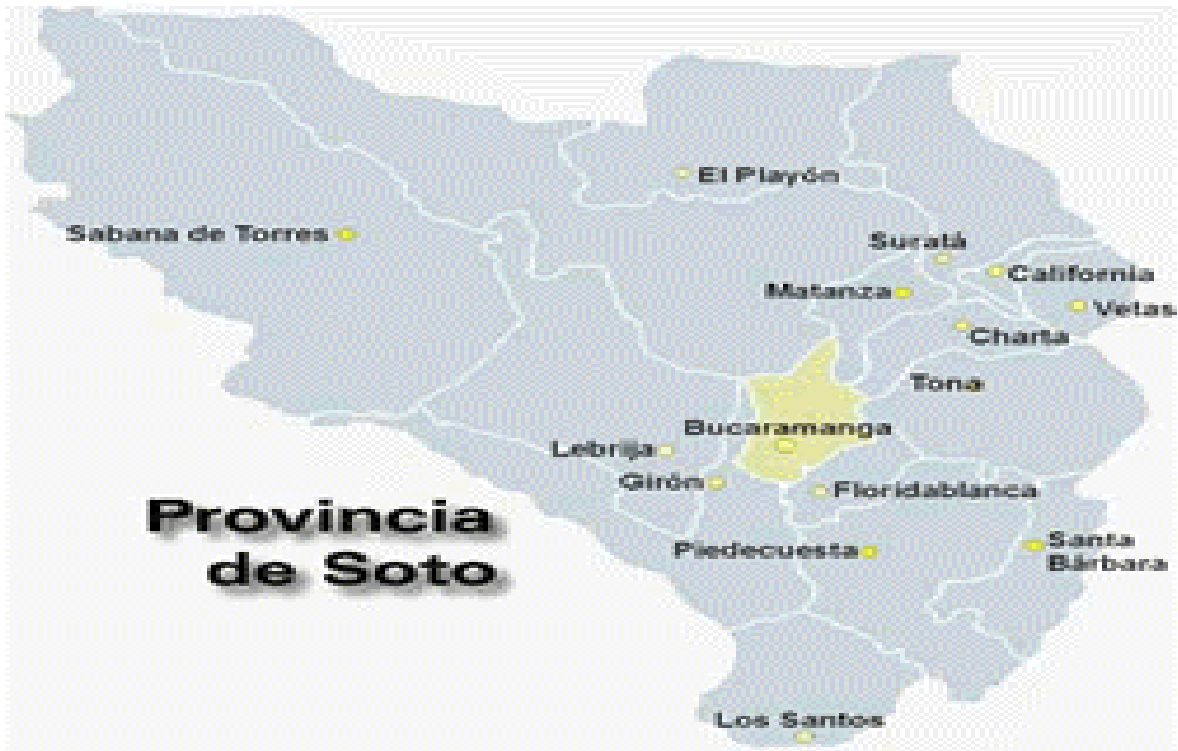 El Playón
Sabana de Torres
Suratá
California
Matanza
Vetas
Charta
Tona
Bucaramanga
Lebrija
Girón
Floridablanca
Provincia
de Soto
Piedecuesta
Santa
Bárbara
Los Santos